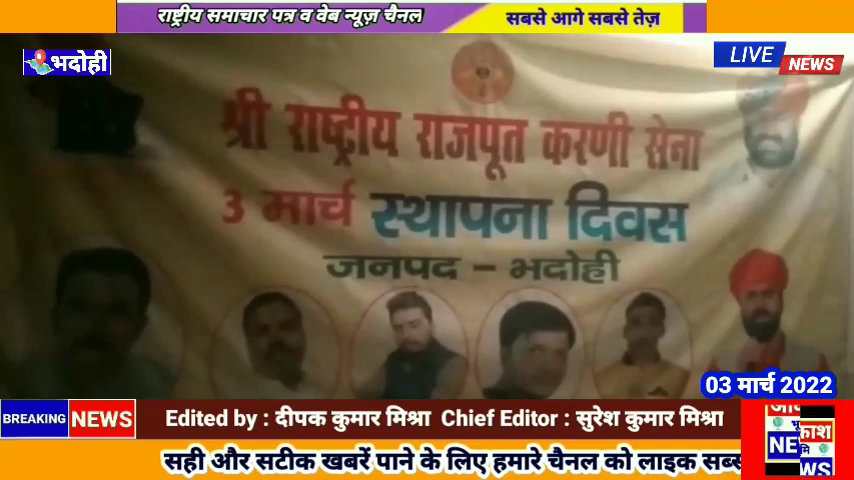 राष्ट्रीय समाचार पत्र व वेब न्यूज़ चैनल
सबसे आगे सबसे तेज़
भदोही
LIVE
NEWS
श्री राष्ट्रीय राजपूत करणी सेना
3 मार्च स्थापना दिवस
जनपद – भदोही
03 मार्च 2022
BREAKING NEWS
Edited by : दीपक कुमार मिश्रा Chief Editor : सुरेश कुमार मिश्रा
सही और सटीक खबरें पाने के लिए हमारे चैनल को लाइक
NEWS